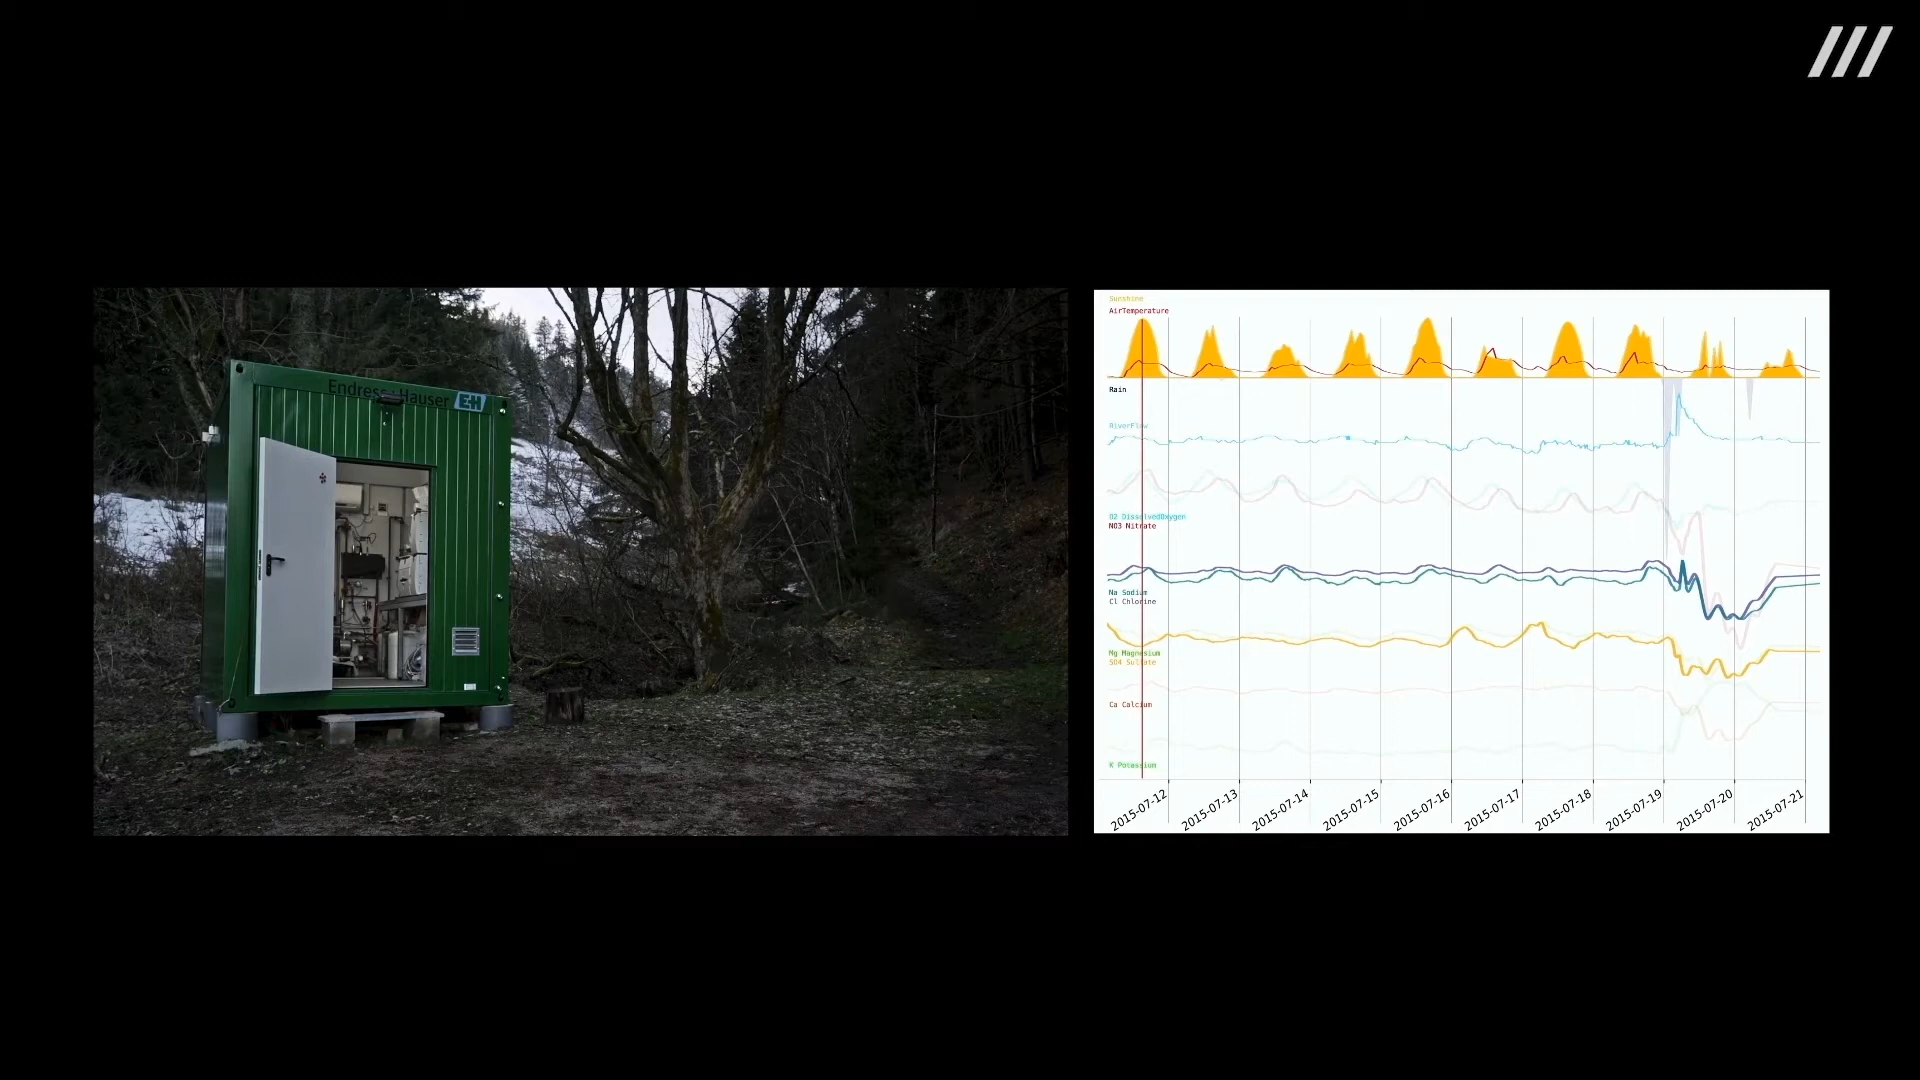 Endress+Hauser EH
Sunshine
AirTemperature
Rain
RiverFlow
O2 DissolvedOxygen
NO3 Nitrate
Na Sodium
Cl Chlorine
Mg Magnesium
SO4 Sulfate
Ca Calcium
K Potassium
2015-07-12
2015-07-13
2015-07-14
2015-07-15
2015-07-16
2015-07-17
2015-07-18
2015-07-19
2015-07-20
2015-07-21